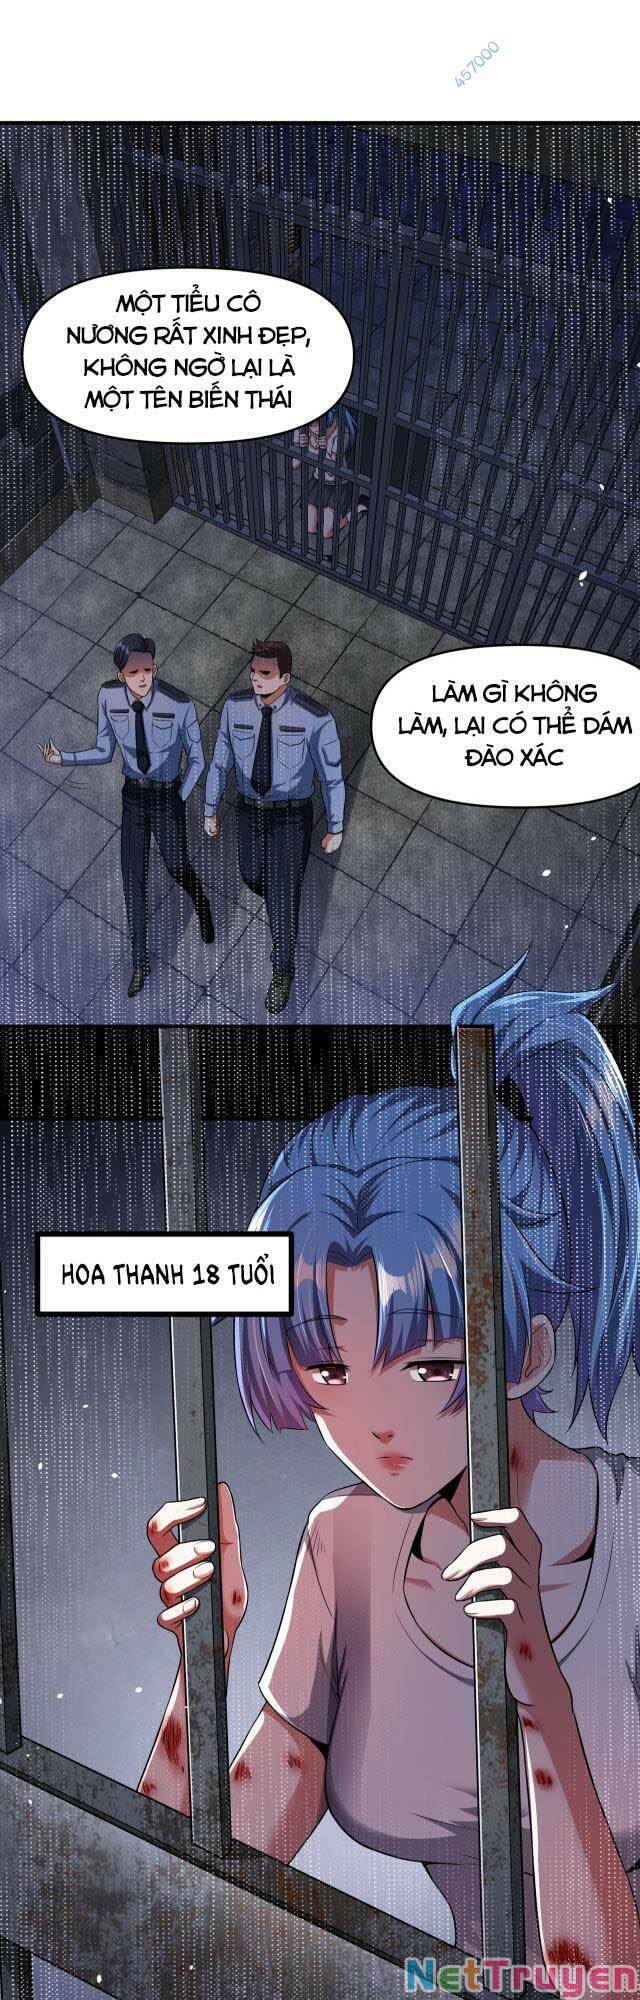 457000
MỘT TIỂU CÔ
NƯƠNG RẤT XINH ĐẸP,
KHÔNG NGỜ LẠI LÀ
MỘT TÊN BIẾN THÁI
LÀM GÌ KHÔNG
LÀM, LẠI CÓ THỂ DÁM
ĐÀO XÁC
HOA THANH 18 TUỔI
NetTruyen